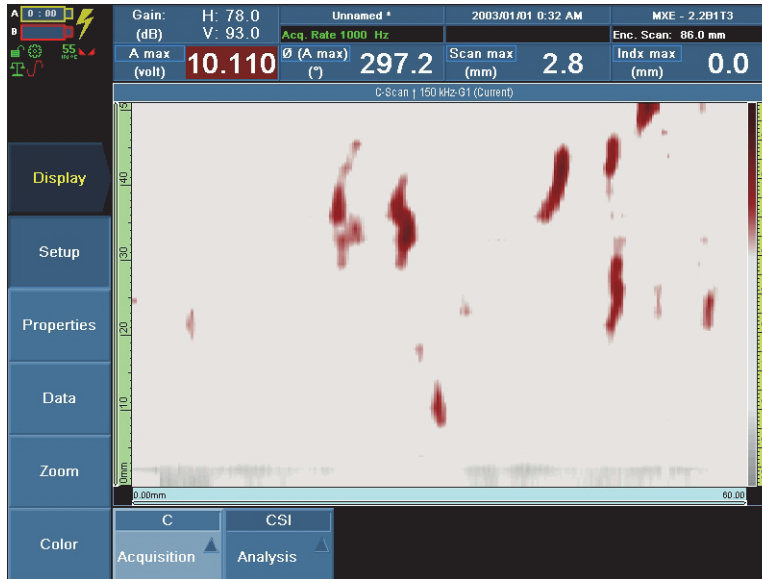 A 0 : 00
B
55
IN °C
Gain: H: 78.0
(dB) V: 93.0
Unnamed *
2003/01/01 0:32 AM
MXE - 2.2B1T3
Acq. Rate 1000 Hz
Enc. Scan: 86.0 mm
A max
(volt)
10.110
Ø (A max)
(°)
297.2
Scan max
(mm)
2.8
Indx max
(mm)
0.0
C-Scan † 150 kHz-G1 (Current)
Display
Setup
Properties
Data
Zoom
Color
|40
|30
|20
|10
0mm
0.00mm
60.00
C
Acquisition
CSI
Analysis